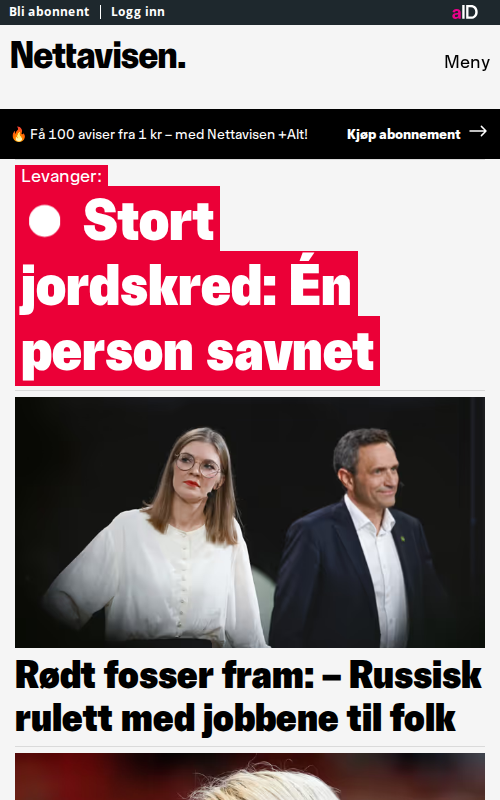 Bli abonnent | Logg inn
aID
Nettavisen.
Meny
🔥 Få 100 aviser fra 1 kr – med Nettavisen +Alt!
Kjøp abonnement →
Levanger:
Stort
jordskred: Én
person savnet
Rødt fosser fram: – Russisk
rulett med jobbene til folk